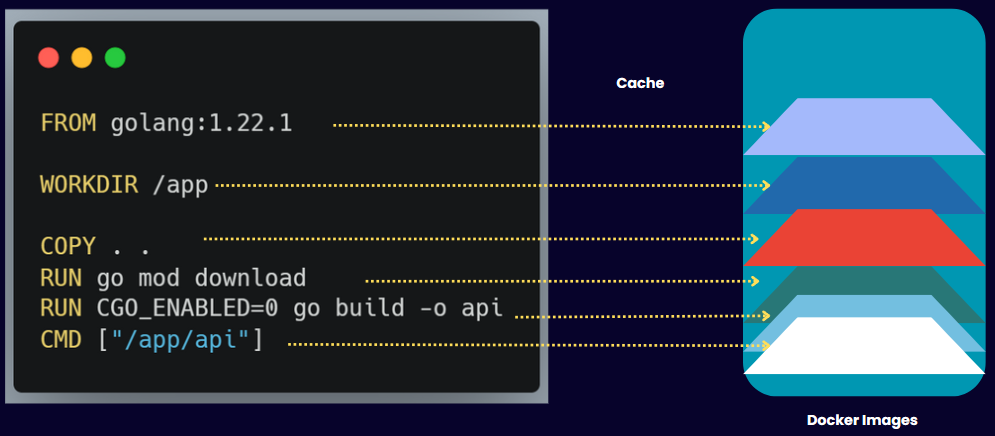 FROM golang:1.22.1
WORKDIR /app
COPY . .
RUN go mod download
RUN CGO_ENABLED=0 go build -o api
CMD ["/app/api"]
Cache
Docker Images